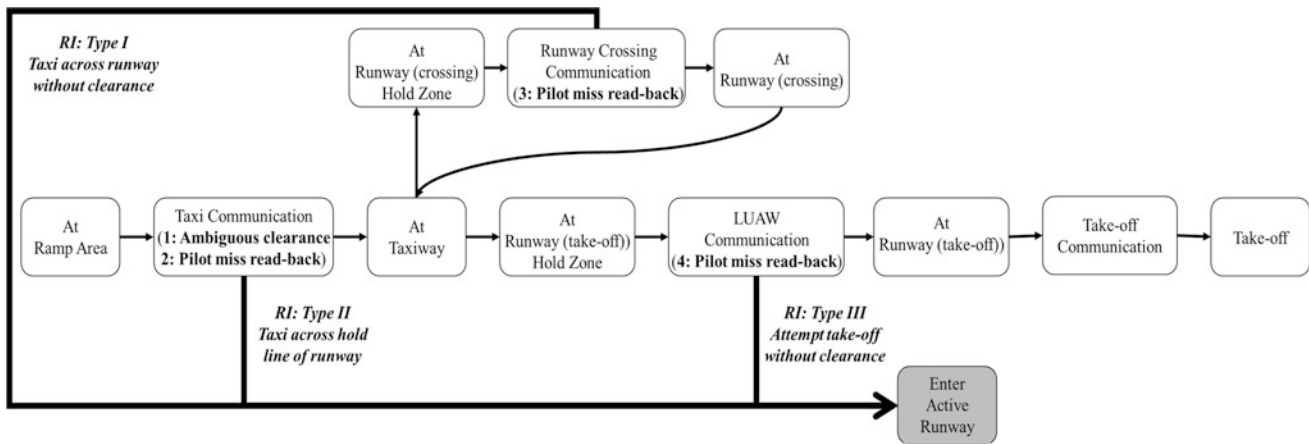 RI: Type I
Taxi across runway
without clearance
At
Runway (crossing)
Hold Zone
Runway Crossing
Communication
(3: Pilot miss read-back)
At
Runway (crossing)
At
Ramp Area
Taxi Communication
(1: Ambiguous clearance
2: Pilot miss read-back)
At
Taxiway
At
Runway (take-off))
Hold Zone
LUAW
Communication
(4: Pilot miss read-back)
At
Runway (take-off))
Take-off
Communication
Take-off
RI: Type II
Taxi across hold
line of runway
RI: Type III
Attempt take-off
without clearance
Enter
Active
Runway